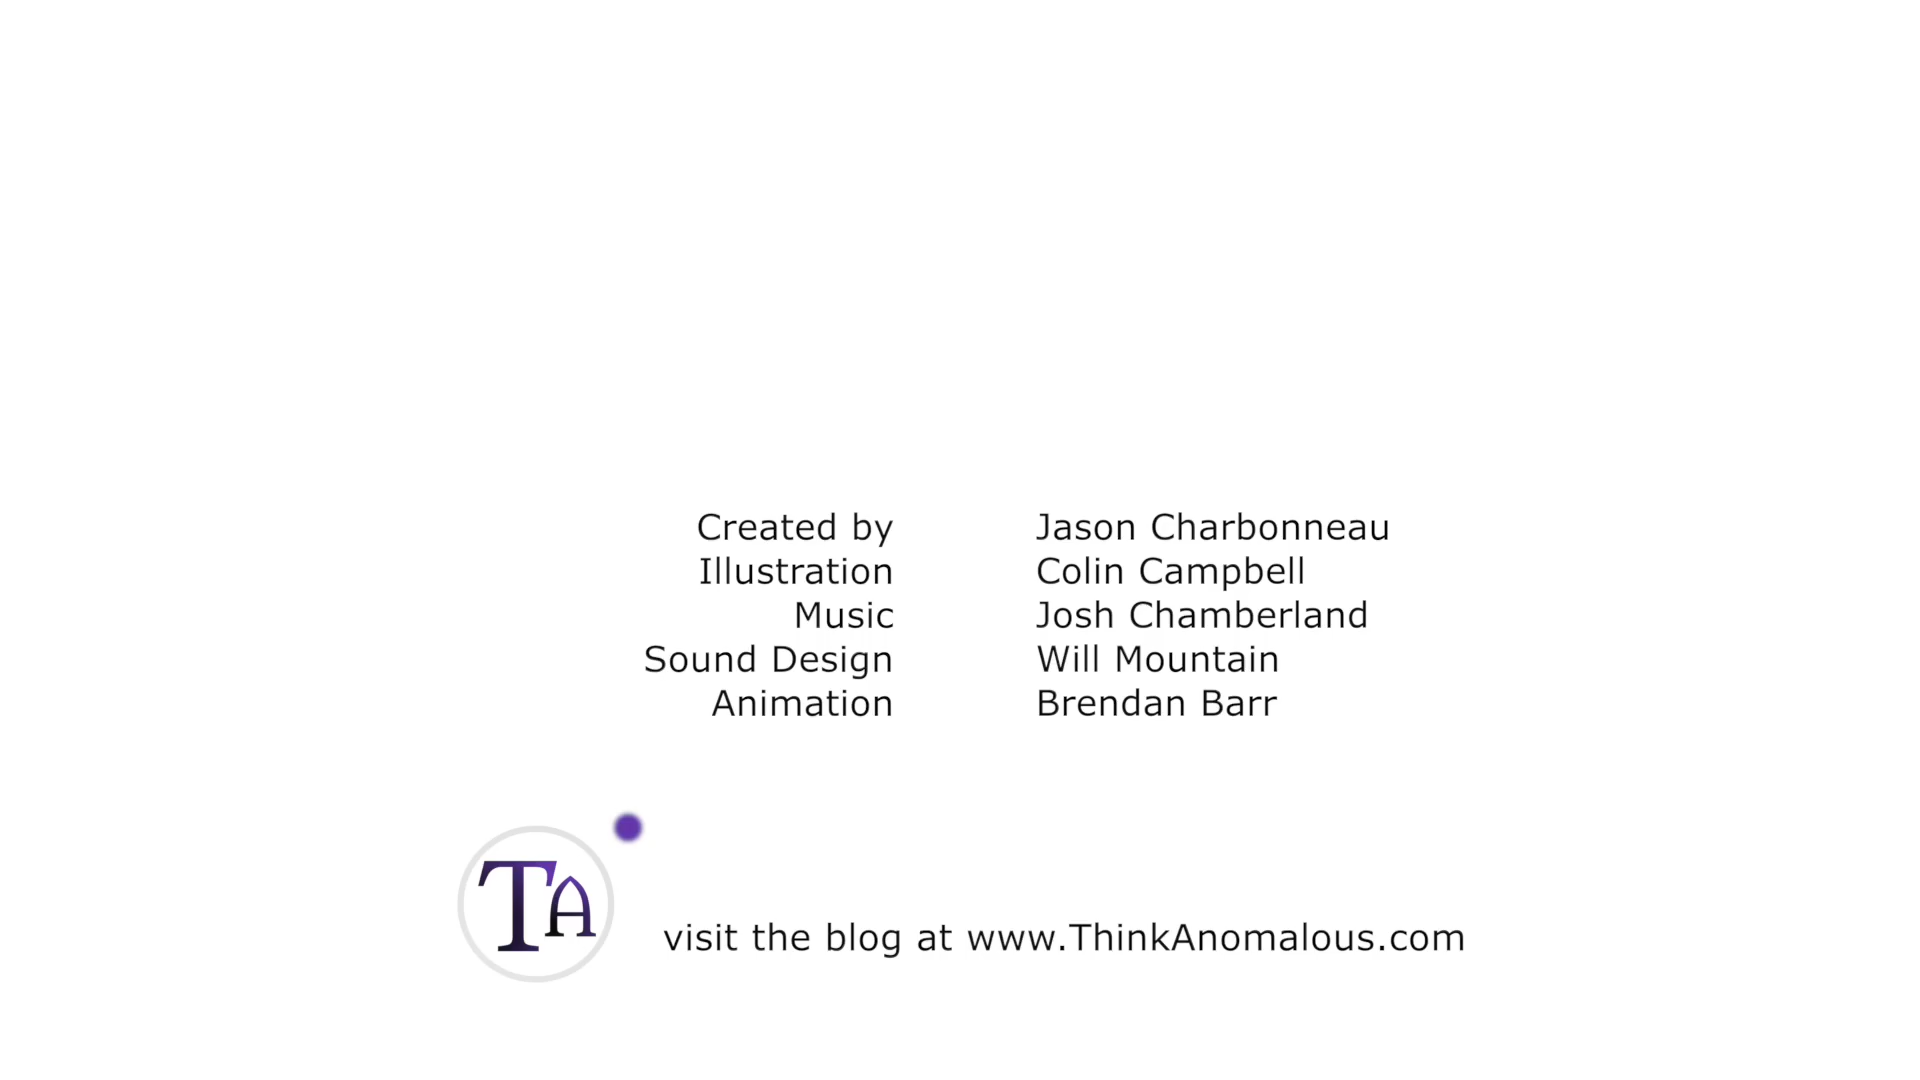 Created by Jason Charbonneau
Illustration Colin Campbell
Music Josh Chamberland
Sound Design Will Mountain
Animation Brendan Barr
TA
visit the blog at www.ThinkAnomalous.com